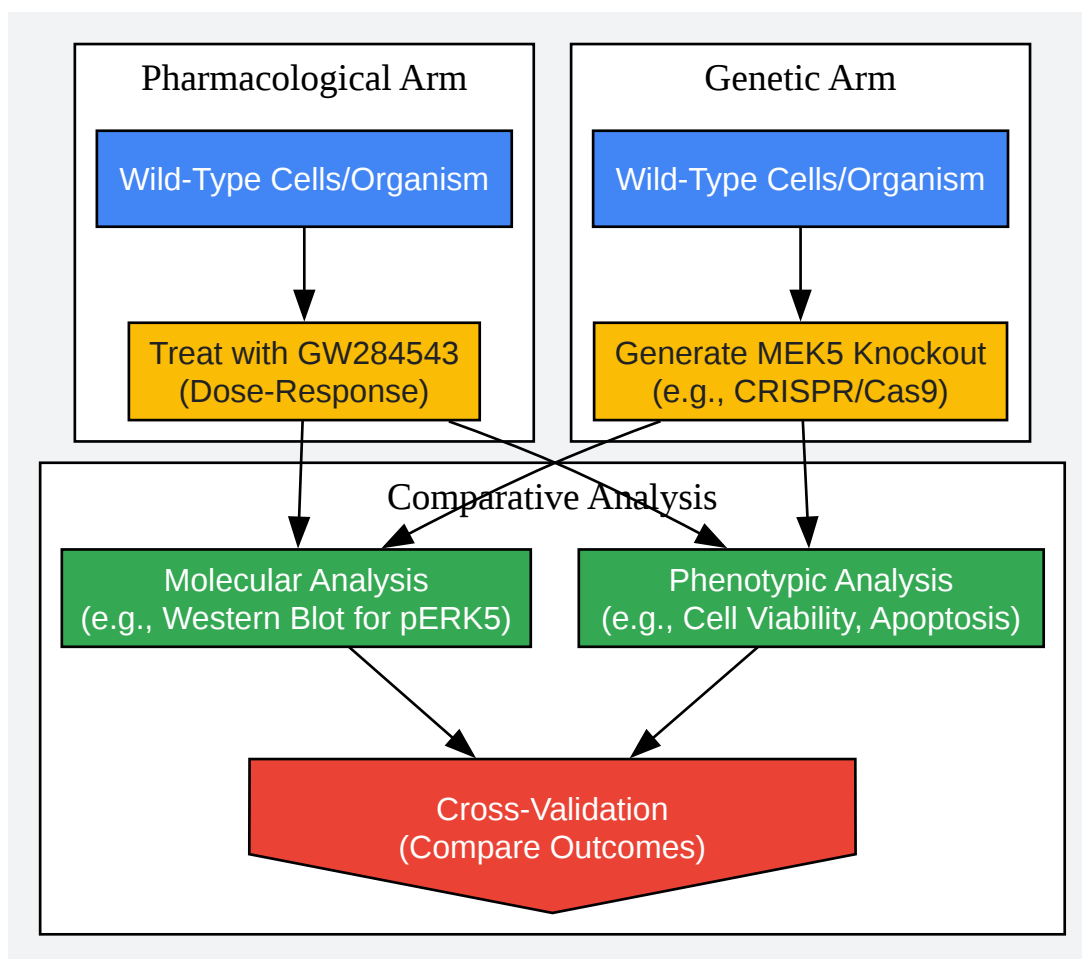 Pharmacological Arm
Genetic Arm
Wild-Type Cells/Organism
Wild-Type Cells/Organism
Treat with GW284543
(Dose-Response)
Generate MEK5 Knockout
(e.g., CRISPR/Cas9)
Comparative Analysis
Molecular Analysis
(e.g., Western Blot for pERK5)
Phenotypic Analysis
(e.g., Cell Viability, Apoptosis)
Cross-Validation
(Compare Outcomes)